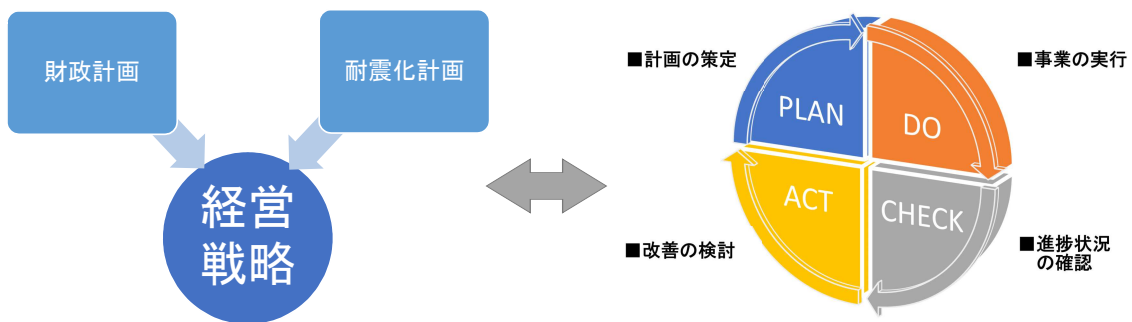 財政計画
耐震化計画
経営
戦略
■計画の策定
PLAN
DO
■事業の実行
ACT
CHECK
■改善の検討
■進捗状況
の確認